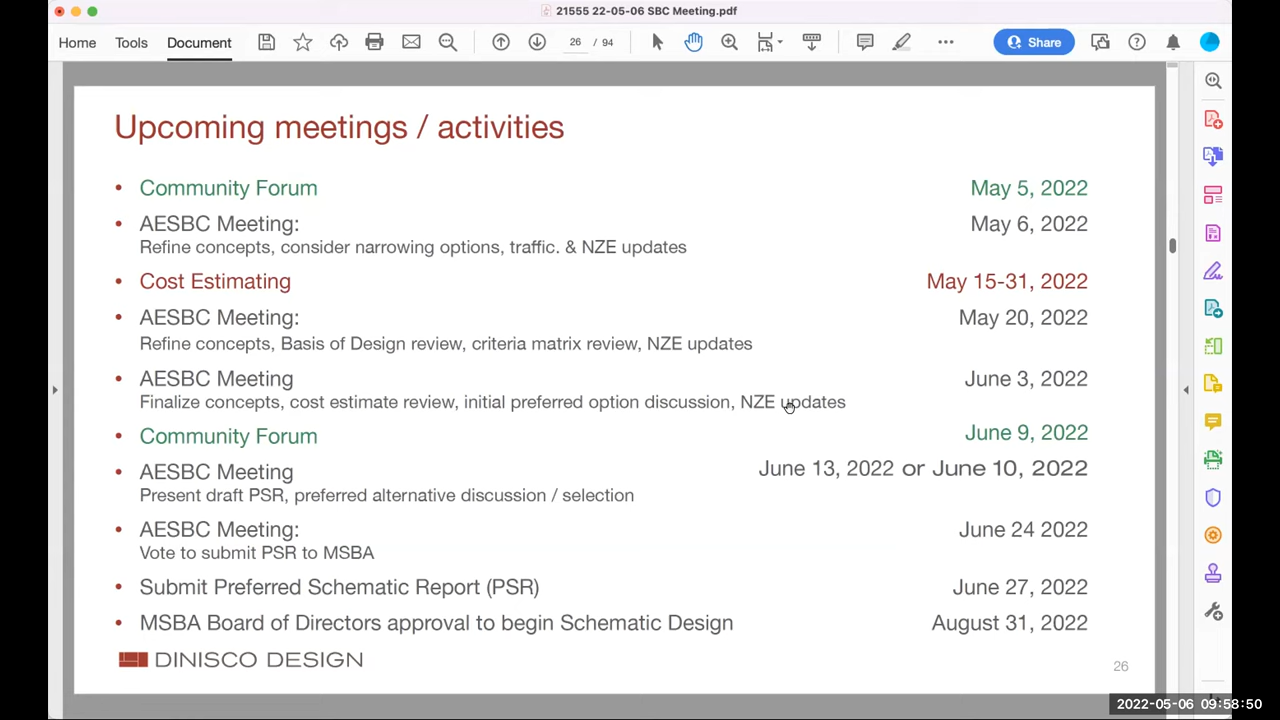 21555 22-05-06 SBC Meeting.pdf
Home Tools Document 26 / 94 Share
Upcoming meetings / activities
• Community Forum May 5, 2022
• AESBC Meeting: May 6, 2022
Refine concepts, consider narrowing options, traffic. & NZE updates
• Cost Estimating May 15-31, 2022
• AESBC Meeting: May 20, 2022
Refine concepts, Basis of Design review, criteria matrix review, NZE updates
• AESBC Meeting June 3, 2022
Finalize concepts, cost estimate review, initial preferred option discussion, NZE updates
• Community Forum June 9, 2022
• AESBC Meeting June 13, 2022 or June 10, 2022
Present draft PSR, preferred alternative discussion / selection
• AESBC Meeting: June 24 2022
Vote to submit PSR to MSBA
• Submit Preferred Schematic Report (PSR) June 27, 2022
• MSBA Board of Directors approval to begin Schematic Design August 31, 2022
DINISCO DESIGN 26
2022-05-06 09:58:50